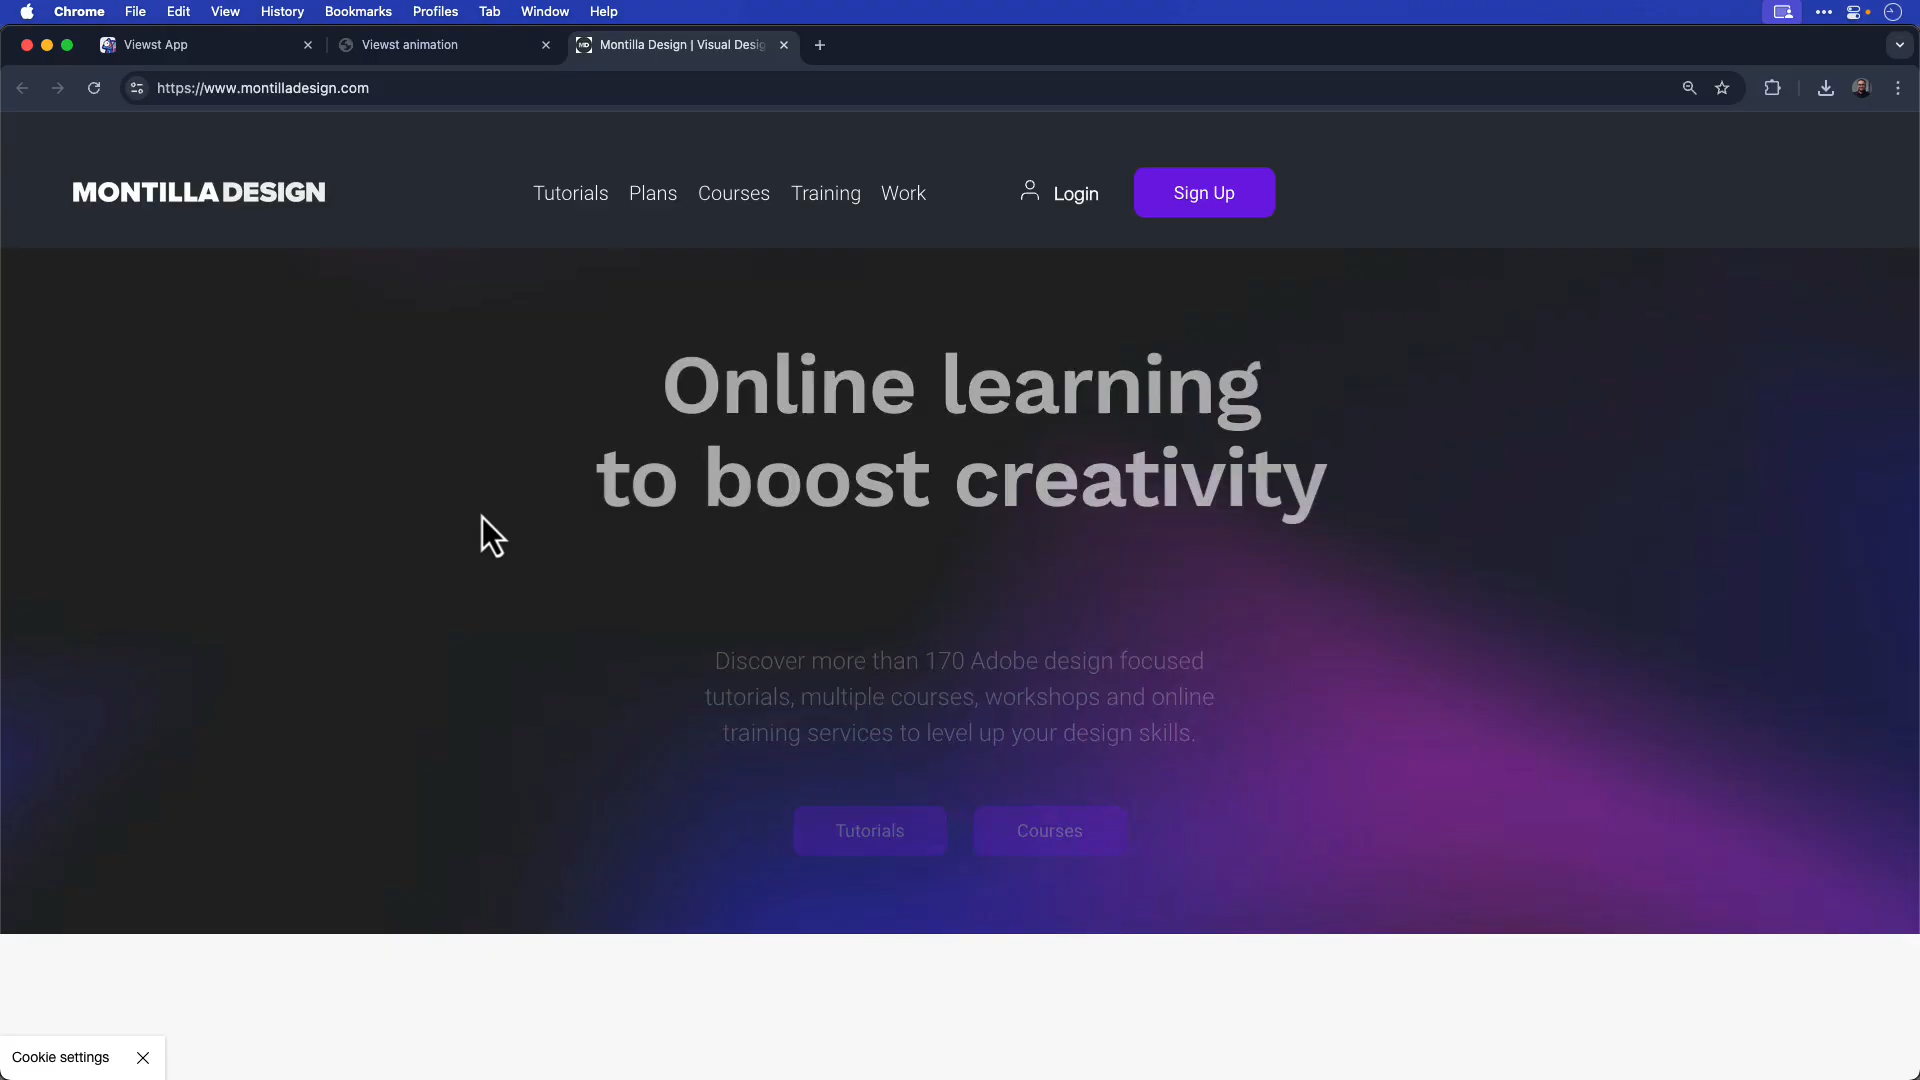 Chrome File Edit View History Bookmarks Profiles Tab Window Help
Viewst App
Viewst animation
Montilla Design | Visual Desig
https://www.montilladesign.com
MONTILLA DESIGN
Tutorials Plans Courses Training Work
Login
Sign Up
Online learning
to boost creativity
Discover more than 170 Adobe design focused
tutorials, multiple courses, workshops and online
training services to level up your design skills.
Tutorials
Courses
Cookie settings